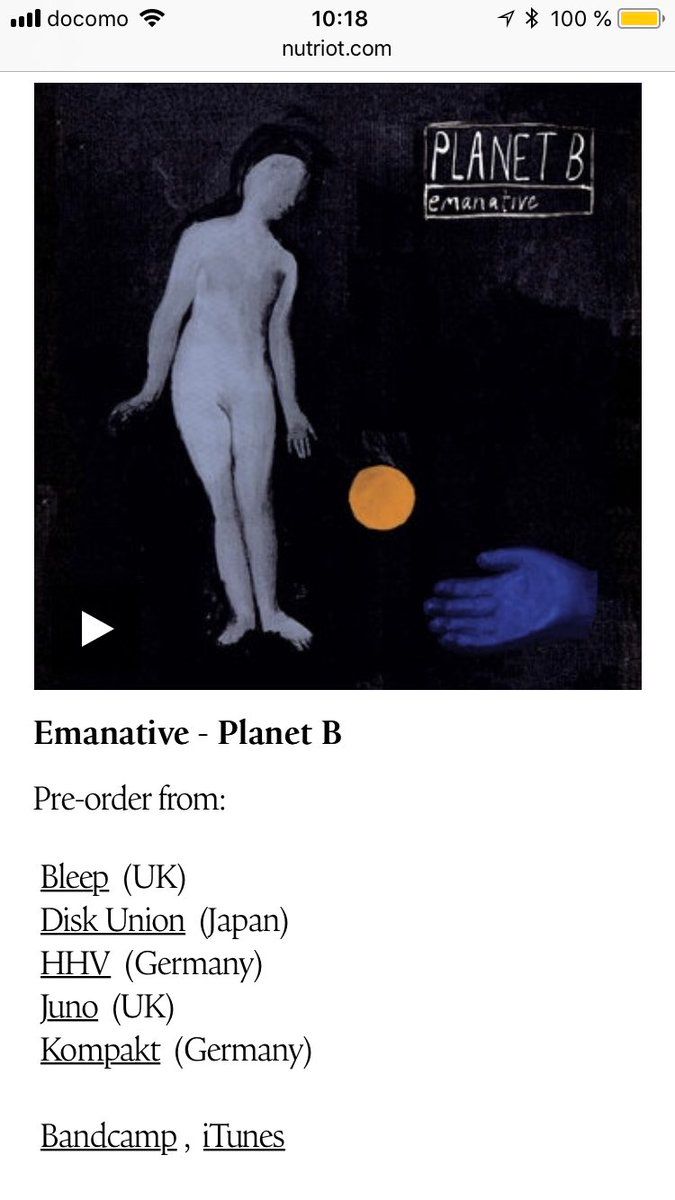 docomo 10:18 100 %
nutriot.com
PLANET B
emanative
Emanative - Planet B
Pre-order from:
Bleep (UK)
Disk Union (Japan)
HHV (Germany)
Juno (UK)
Kompakt (Germany)
Bandcamp , iTunes